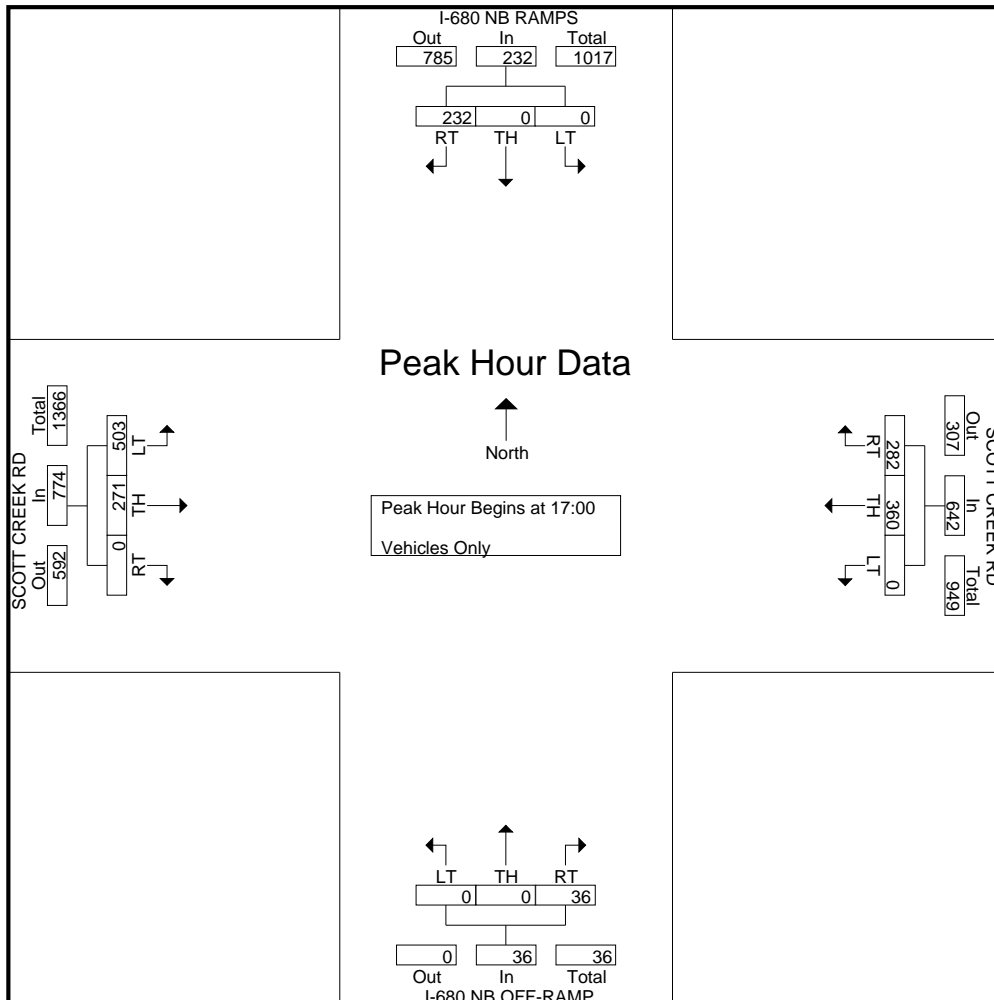 I-680 NB RAMPS
Out In Total
785 232 1017
232 0 0
RT TH LT
Peak Hour Data
North
Peak Hour Begins at 17:00
Vehicles Only
SCOTT CREEK RD
Total In Out
1366 774 592
503 271 0
LT TH RT
RT TH LT
282 360 0
Out In Total
307 642 949
SCOTT CREEK RD
LT TH RT
0 0 36
0 36 36
Out In Total
I-680 NB OFF-RAMP